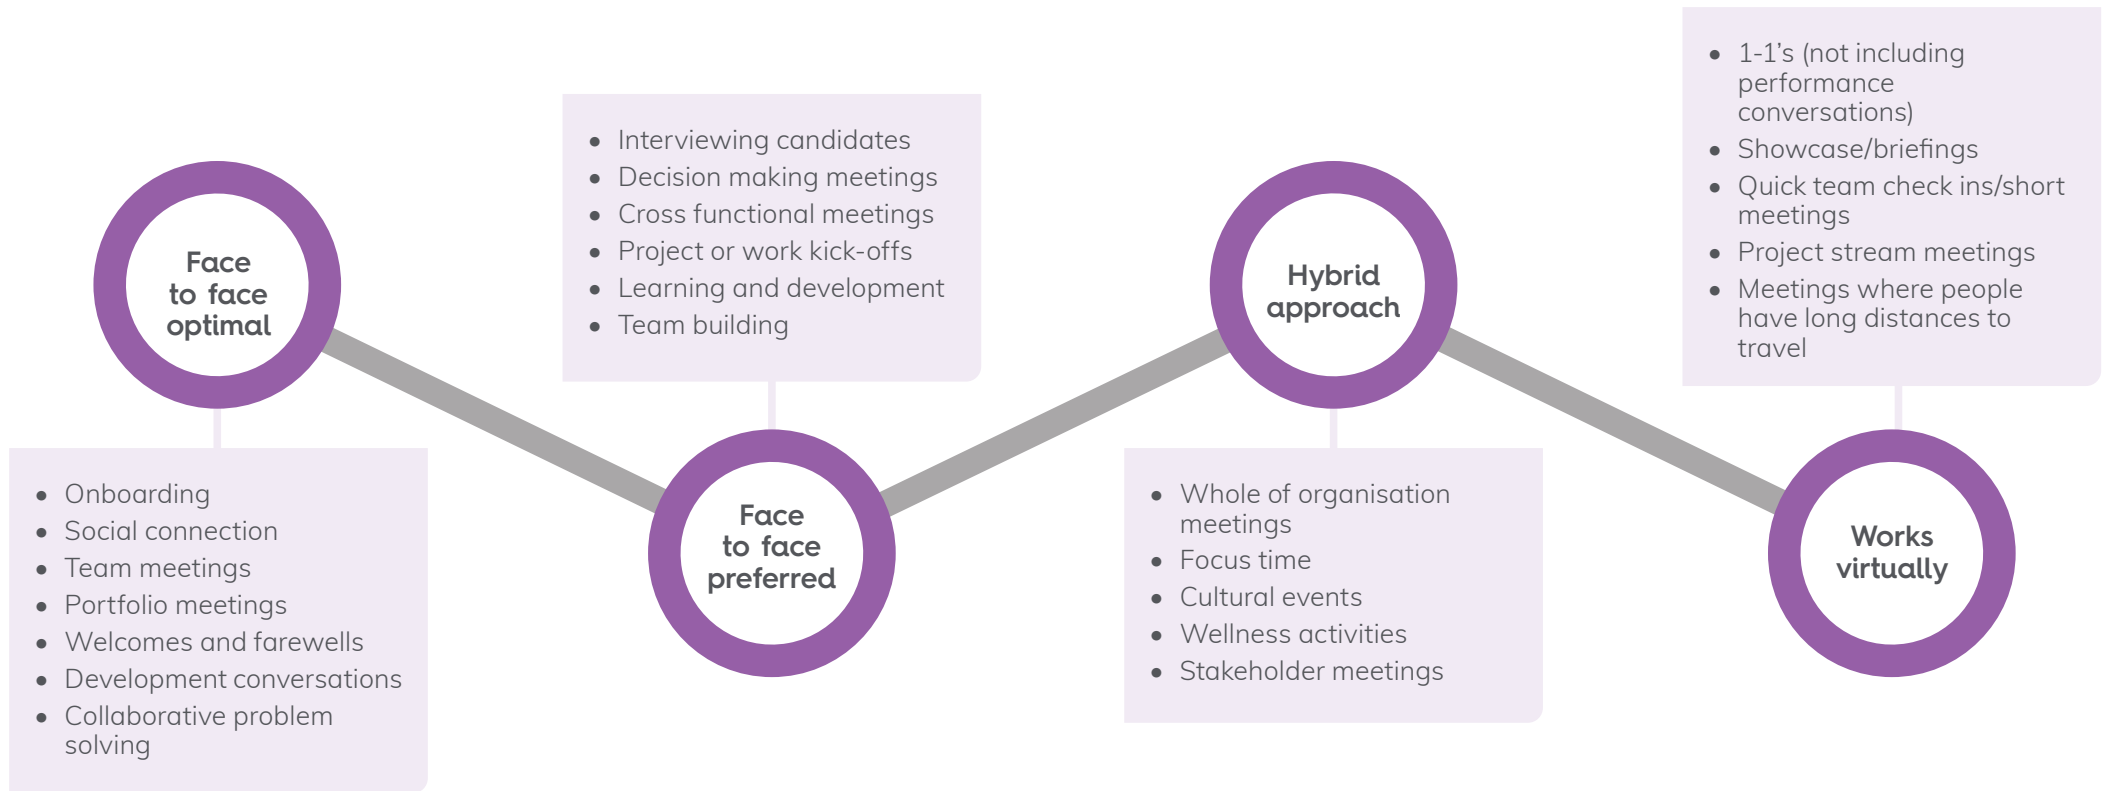 Face
to face
optimal
• Onboarding
• Social connection
• Team meetings
• Portfolio meetings
• Welcomes and farewells
• Development conversations
• Collaborative problem
solving
• Interviewing candidates
• Decision making meetings
• Cross functional meetings
• Project or work kick-offs
• Learning and development
• Team building
Face
to face
preferred
Hybrid
approach
• Whole of organisation
meetings
• Focus time
• Cultural events
• Wellness activities
• Stakeholder meetings
• 1-1’s (not including
performance
conversations)
• Showcase/briefings
• Quick team check ins/short
meetings
• Project stream meetings
• Meetings where people
have long distances to
travel
Works
virtually